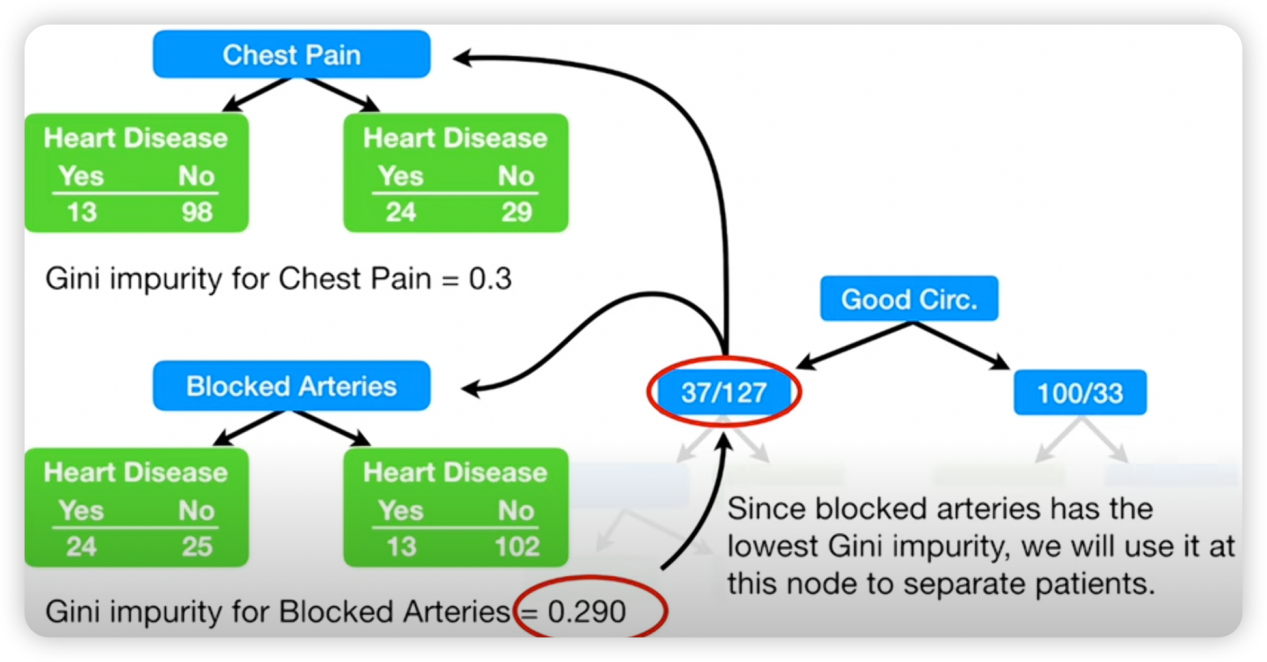 Chest Pain
Heart Disease
Yes No
13 98
Heart Disease
Yes No
24 29
Gini impurity for Chest Pain = 0.3
Blocked Arteries
Heart Disease
Yes No
24 25
Heart Disease
Yes No
13 102
Gini impurity for Blocked Arteries = 0.290
Good Circ.
37/127
100/33
Since blocked arteries has the
lowest Gini impurity, we will use it at
this node to separate patients.